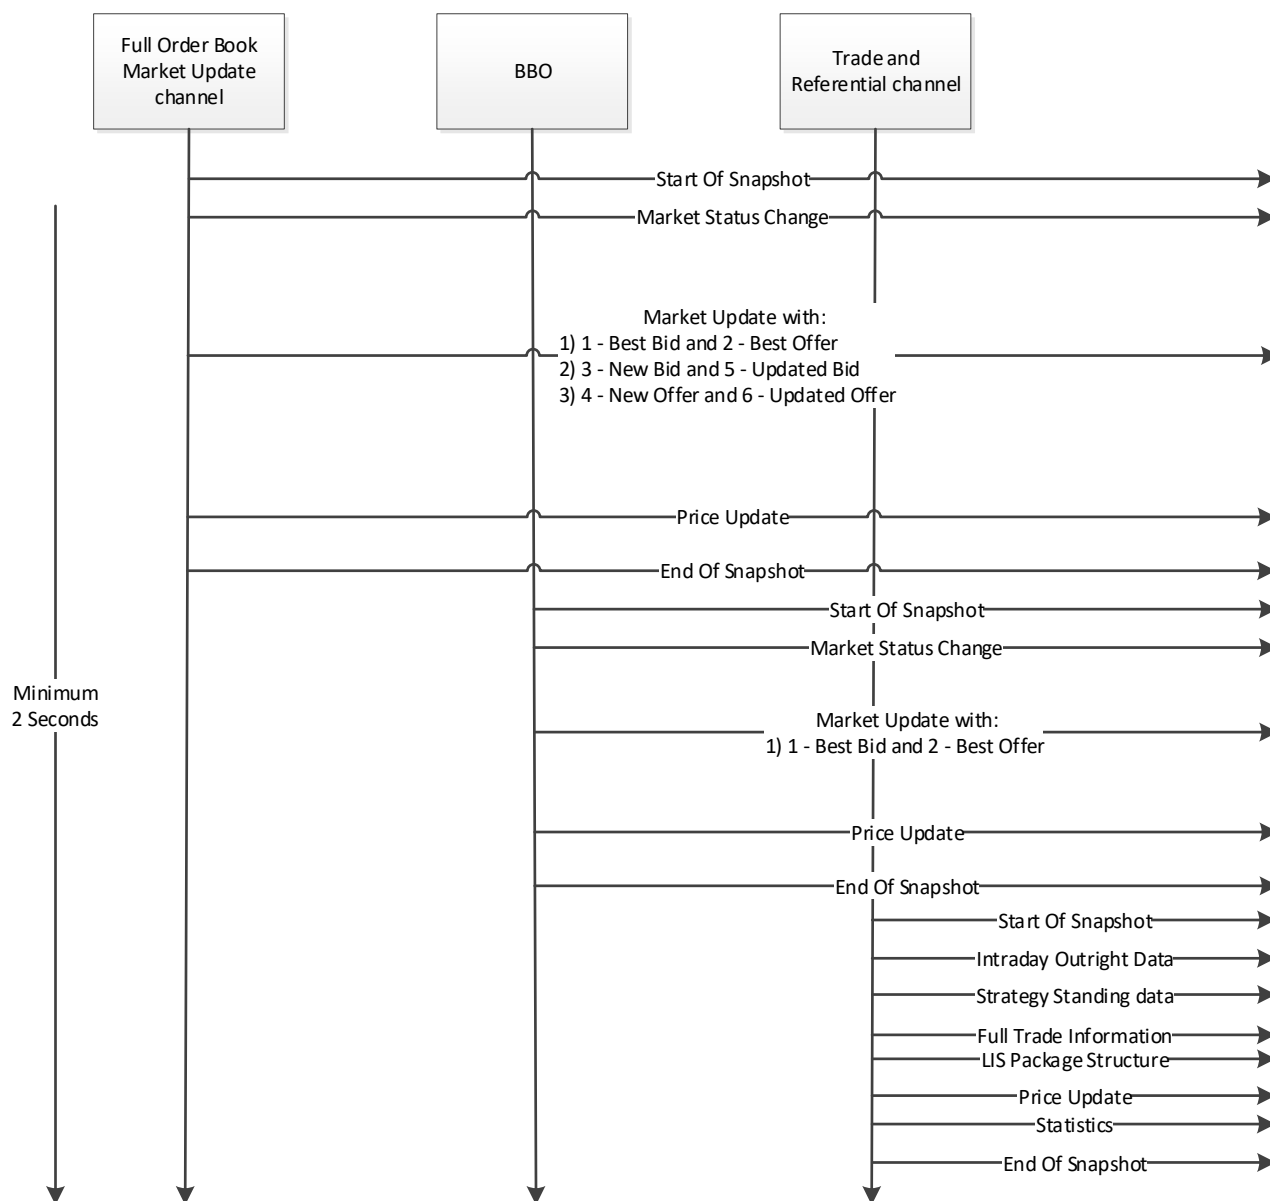 Full Order Book
Market Update
channel
BBO
Trade and
Referential channel
Start Of Snapshot
Market Status Change
Market Update with:
1) 1 - Best Bid and 2 - Best Offer
2) 3 - New Bid and 5 - Updated Bid
3) 4 - New Offer and 6 - Updated Offer
Price Update
End Of Snapshot
Start Of Snapshot
Market Status Change
Minimum
2 Seconds
Market Update with:
1) 1 - Best Bid and 2 - Best Offer
Price Update
End Of Snapshot
Start Of Snapshot
Intraday Outright Data
Strategy Standing data
Full Trade Information
LIS Package Structure
Price Update
Statistics
End Of Snapshot